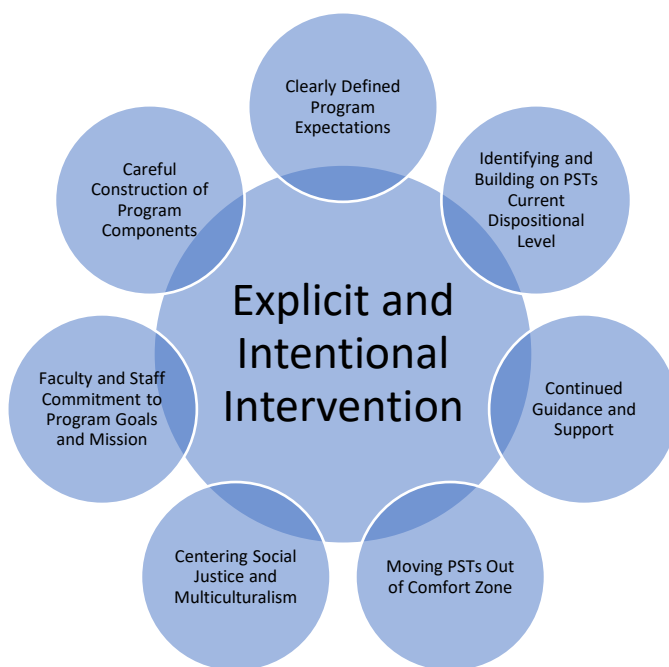 Clearly Defined
Program
Expectations
Identifying and
Building on PSTs
Current
Dispositional
Level
Continued
Guidance and
Support
Moving PSTs Out
of Comfort Zone
Centering Social
Justice and
Multiculturalism
Faculty and Staff
Commitment to
Program Goals
and Mission
Careful
Construction of
Program
Components
Explicit and
Intentional
Intervention